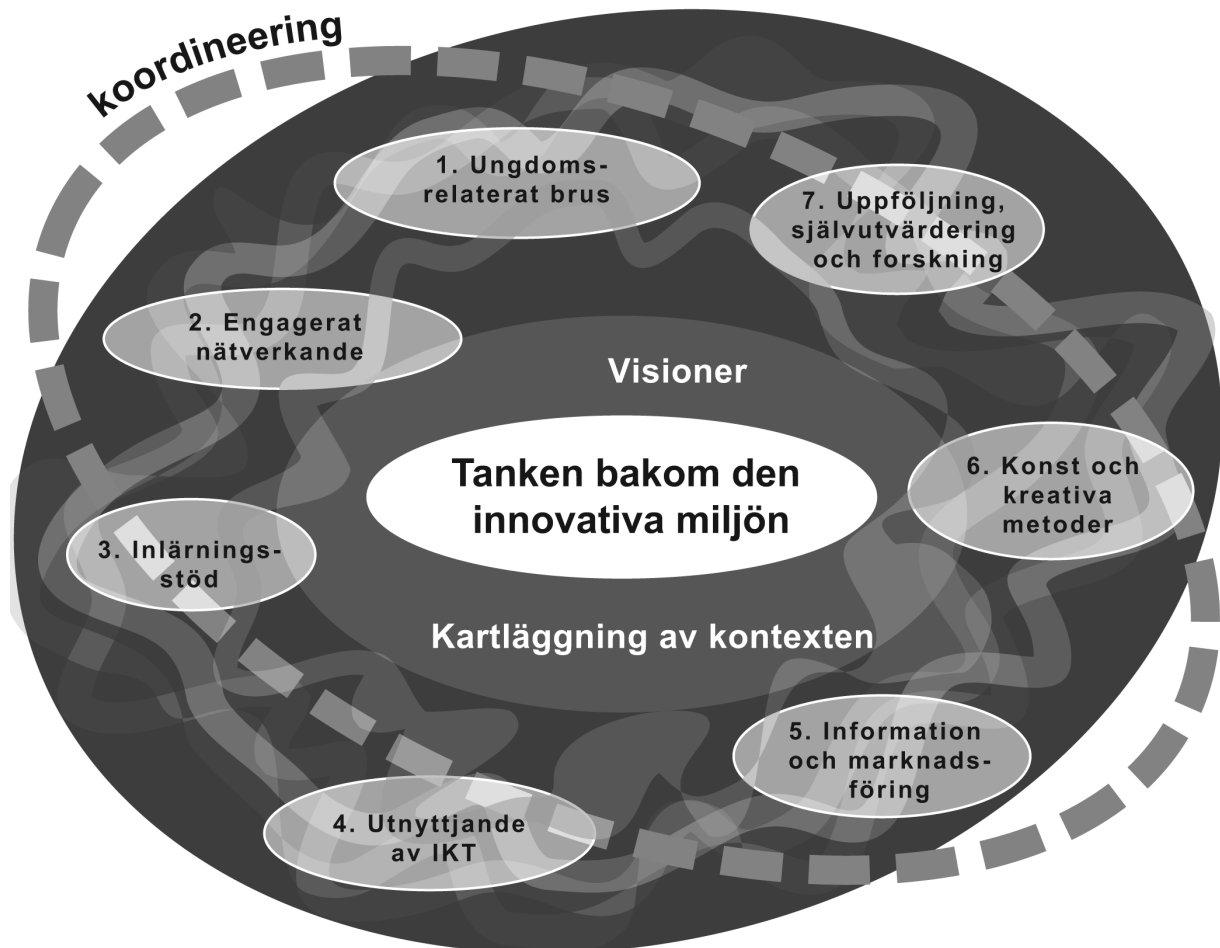 koordineering
1. Ungdoms-
relaterat brus
7. Uppföljning,
självutvärdering
och forskning
2. Engagerat
nätverkande
Visioner
Tanken bakom den
innovativa miljön
6. Konst och
kreativa
metoder
3. Inlärnings-
stöd
Kartläggning av kontexten
5. Information
och marknads-
föring
4. Utnyttjande
av IKT